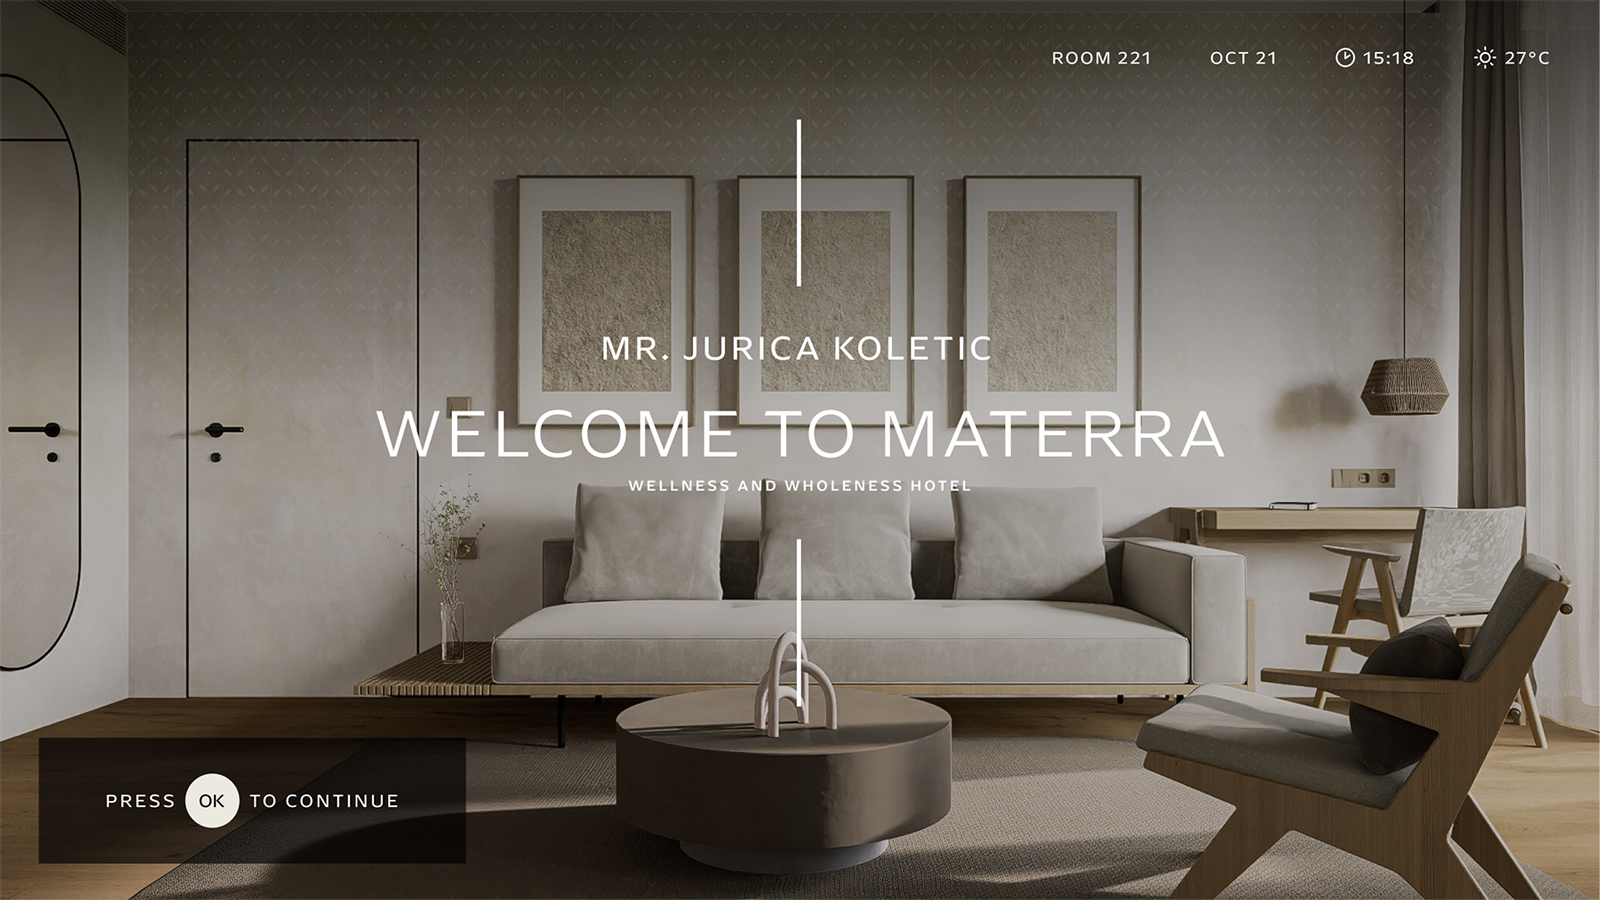 ROOM 221 OCT 21 15:18 27°C
MR. JURICA KOLETIC
WELCOME TO MATERRA
WELLNESS AND WHOLENESS HOTEL
PRESS OK TO CONTINUE